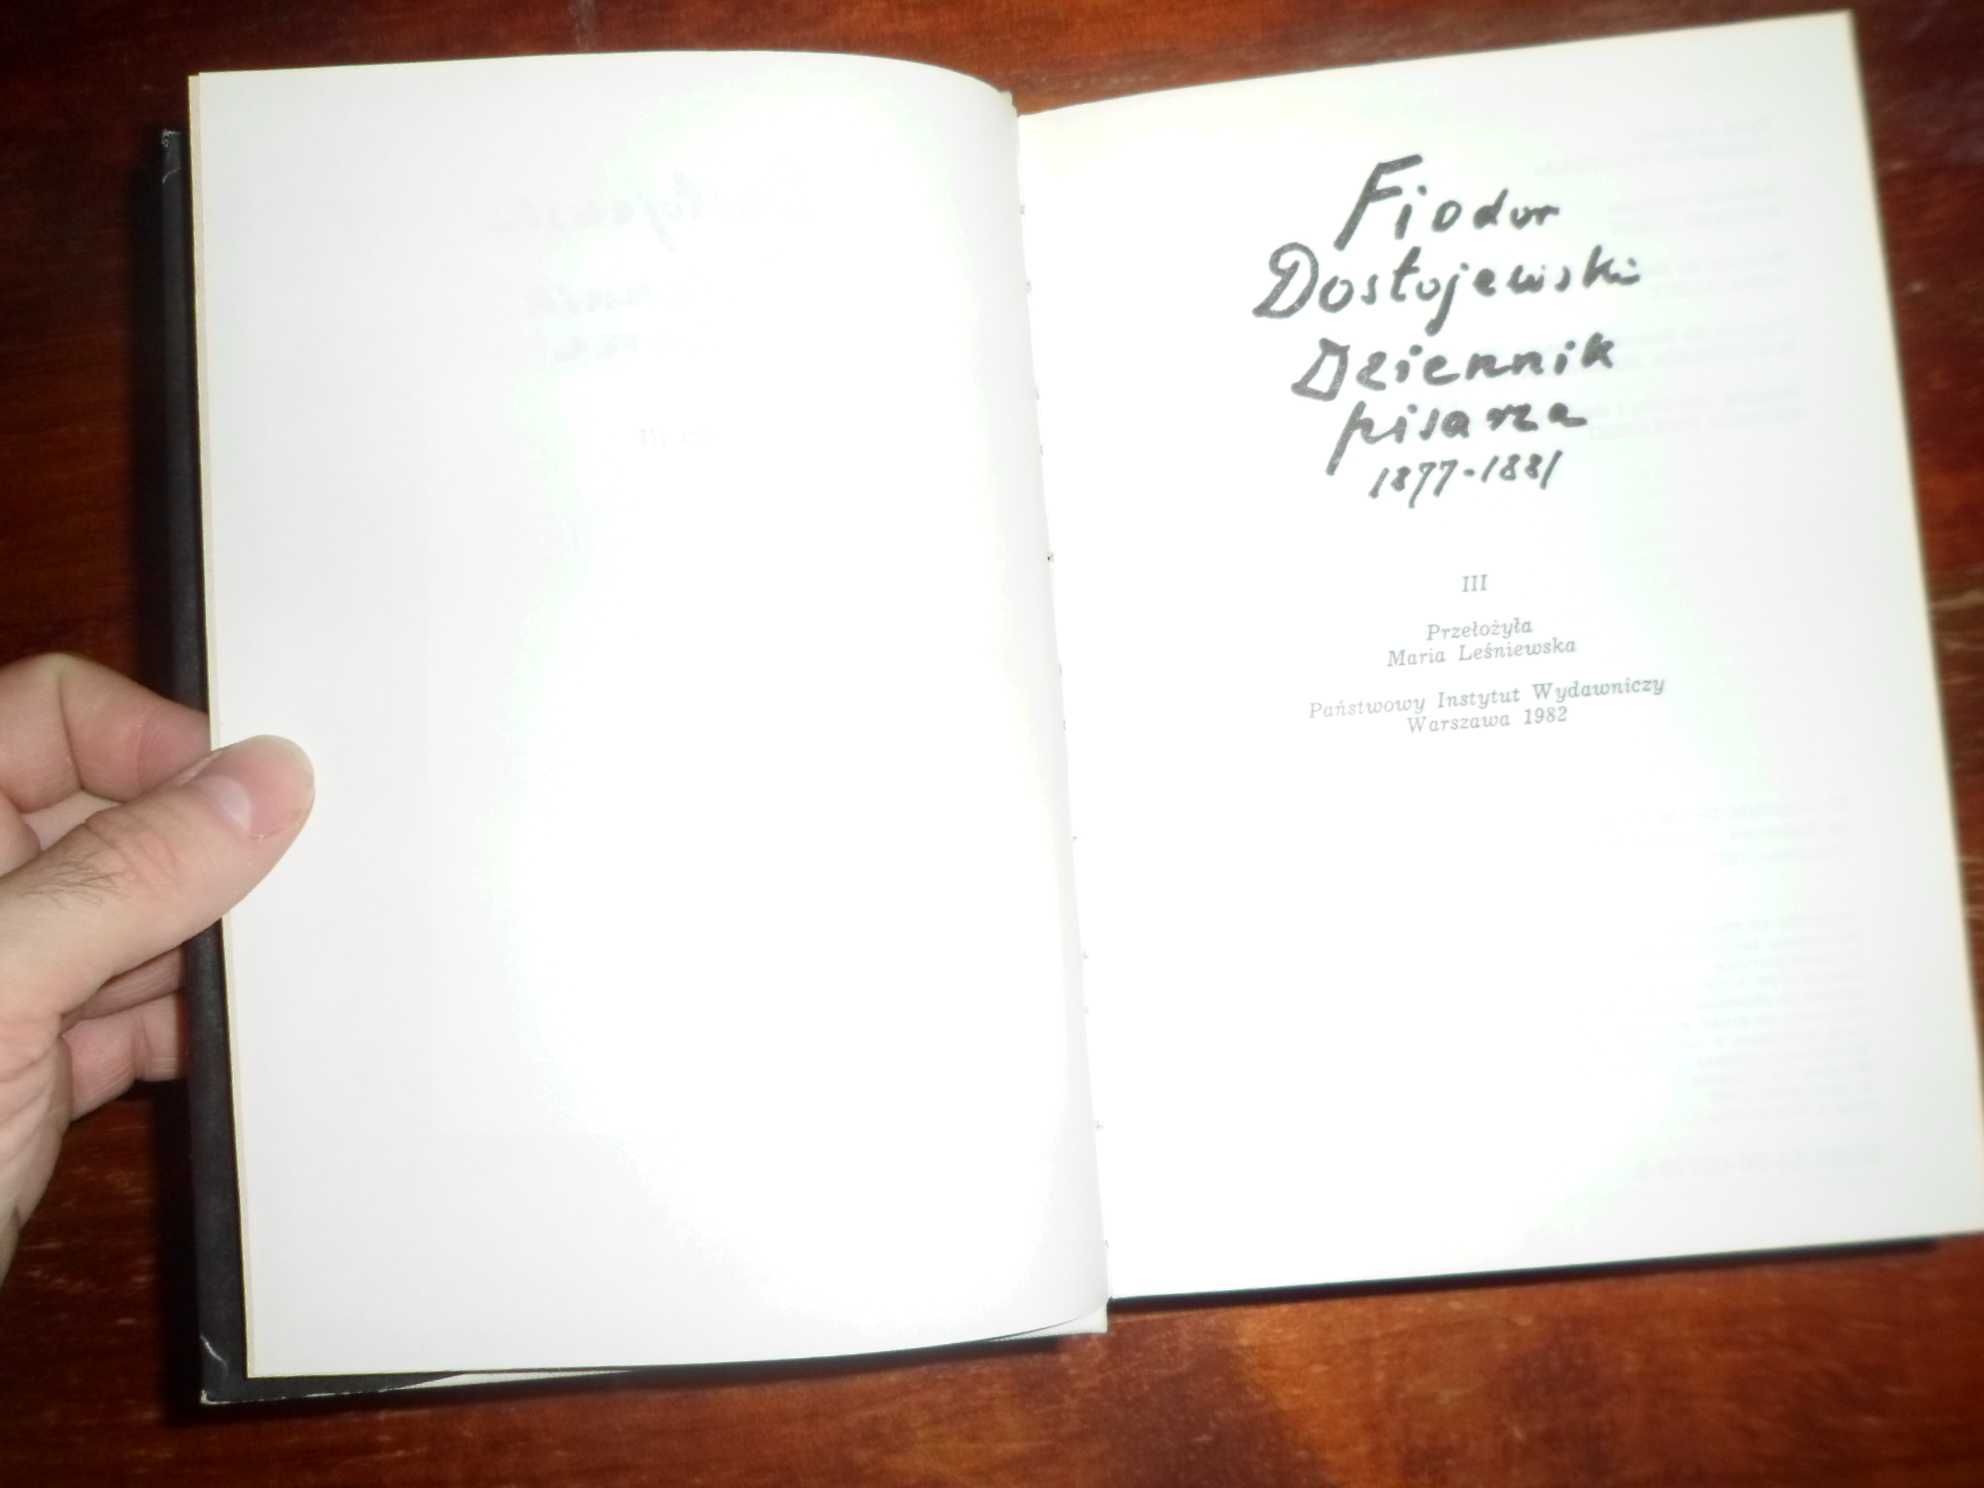 Fiodor
Dostojewski
Dziennik
pisarza
1877-1881
III
Przełożyła
Maria Leśniewska
Państwowy Instytut Wydawniczy
Warszawa 1982